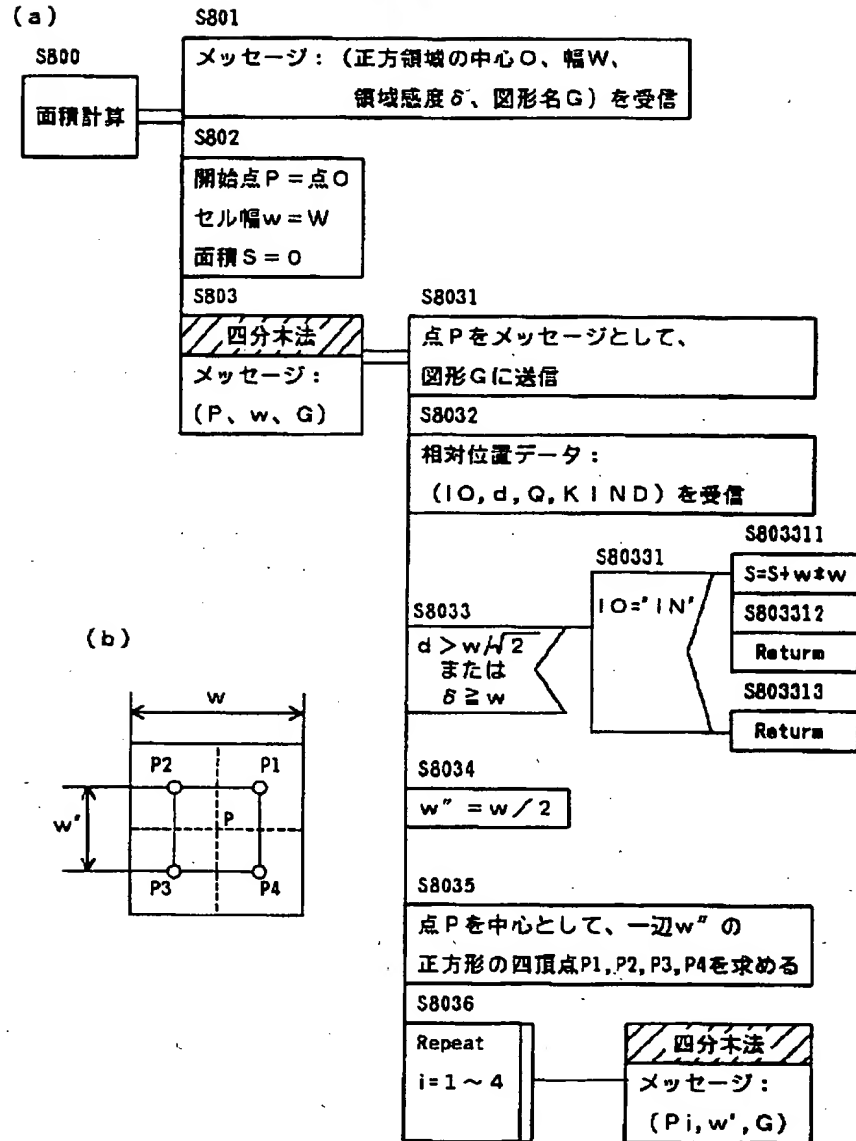 (a)
S801
メッセージ： (正方領域の中心O、幅W、
領域感度δ、図形名G) を受信
S800
面積計算
S802
開始点P=点O
セル幅w=W
面積S=0
S803
四分木法
メッセージ：
(P、w、G)
S8031
点Pをメッセージとして、
図形Gに送信
S8032
相対位置データ：
(IO,d,Q,KIND) を受信
S8033
d>w/√2
または
δ≧w
S80331
IO="IN'
S803311
S=S+w*w
S803312
Returm
S803313
Returm
S8034
w″=w/2
S8035
点Pを中心として、一辺w″の
正方形の四頂点P1,P2,P3,P4を求める
S8036
Repeat
i=1～4
四分木法
メッセージ：
(Pi,w',G)
(b)
w
P2
P1
w'
P
P3
P4